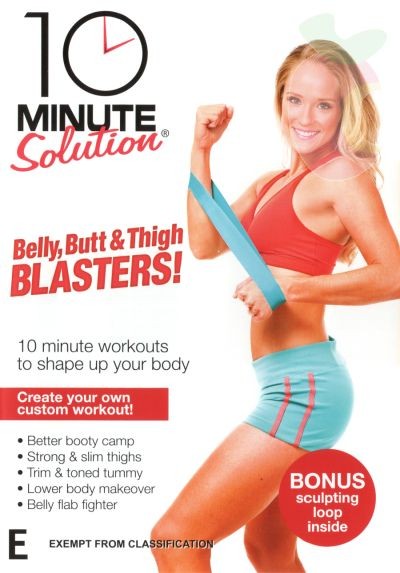 10
MINUTE
Solution®
Belly, Butt & Thigh
BLASTERS!
10 minute workouts
to shape up your body
Create your own
custom workout!
• Better booty camp
• Strong & slim thighs
• Trim & toned tummy
• Lower body makeover
• Belly flab fighter
BONUS
sculpting
loop
inside
E
EXEMPT FROM CLASSIFICATION